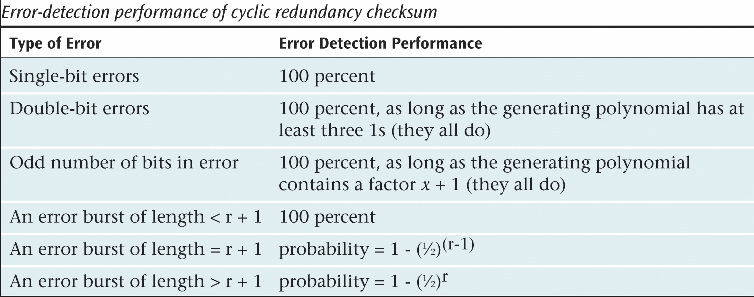 Error-detection performance of cyclic redundancy checksum
Type of Error Error Detection Performance
Single-bit errors 100 percent
Double-bit errors 100 percent, as long as the generating polynomial has at
least three 1s (they all do)
Odd number of bits in error 100 percent, as long as the generating polynomial
contains a factor x + 1 (they all do)
An error burst of length < r + 1 100 percent
An error burst of length = r + 1 probability = 1 - (½)^(r-1)
An error burst of length > r + 1 probability = 1 - (½)^r